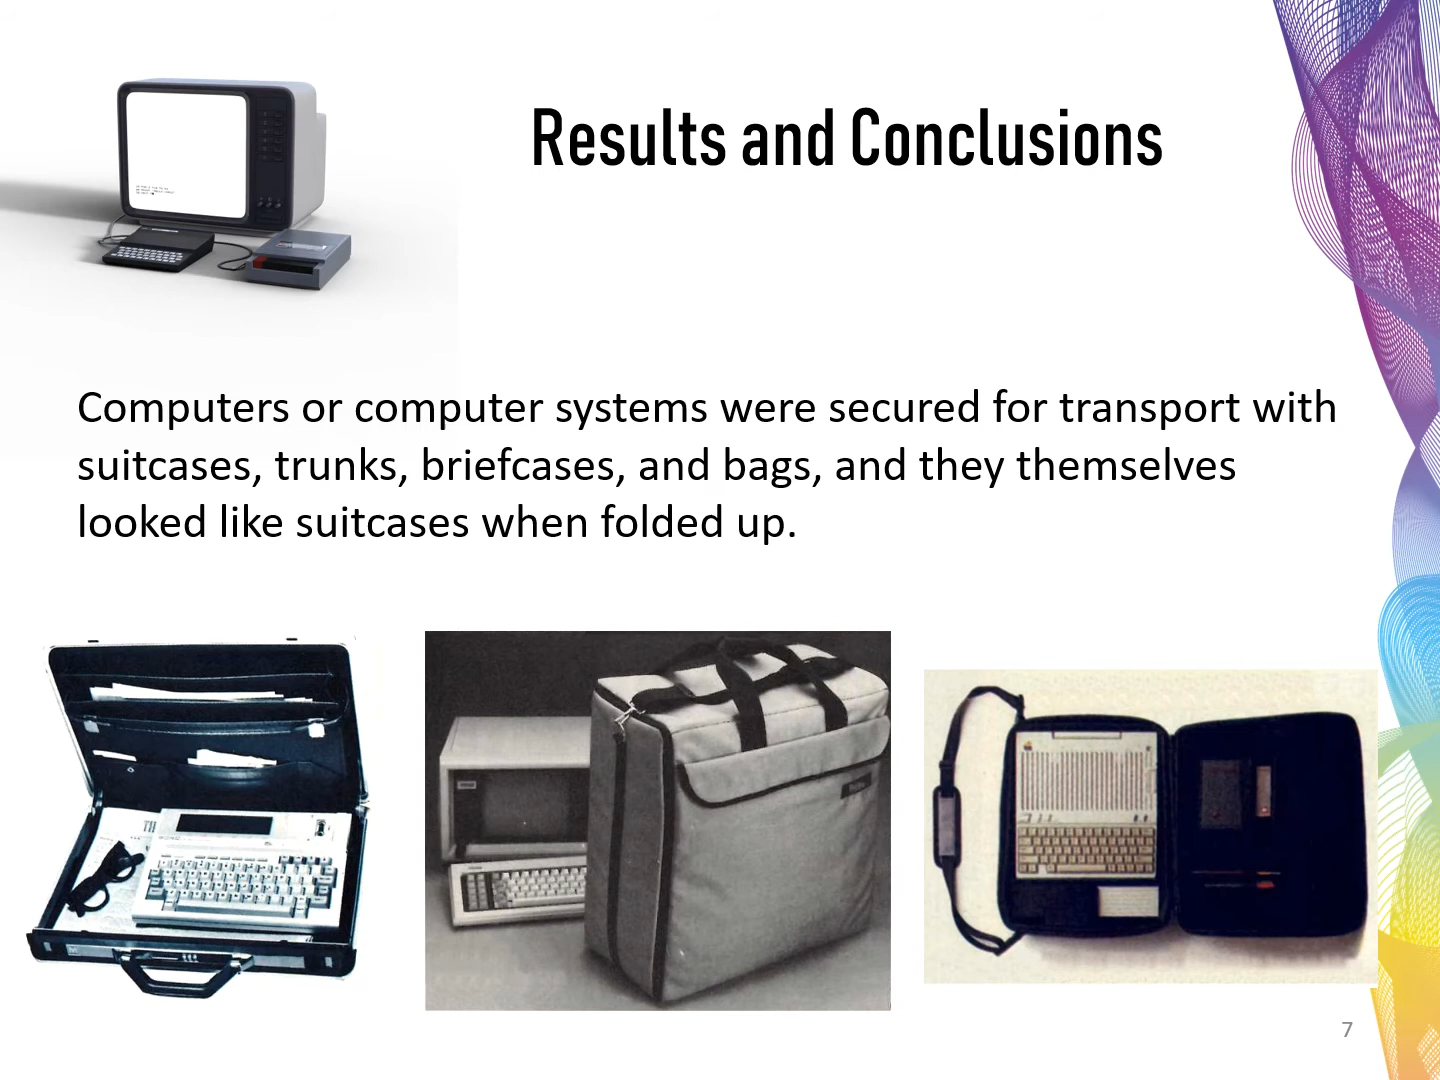 Results and Conclusions
Computers or computer systems were secured for transport with
suitcases, trunks, briefcases, and bags, and they themselves
looked like suitcases when folded up.
7